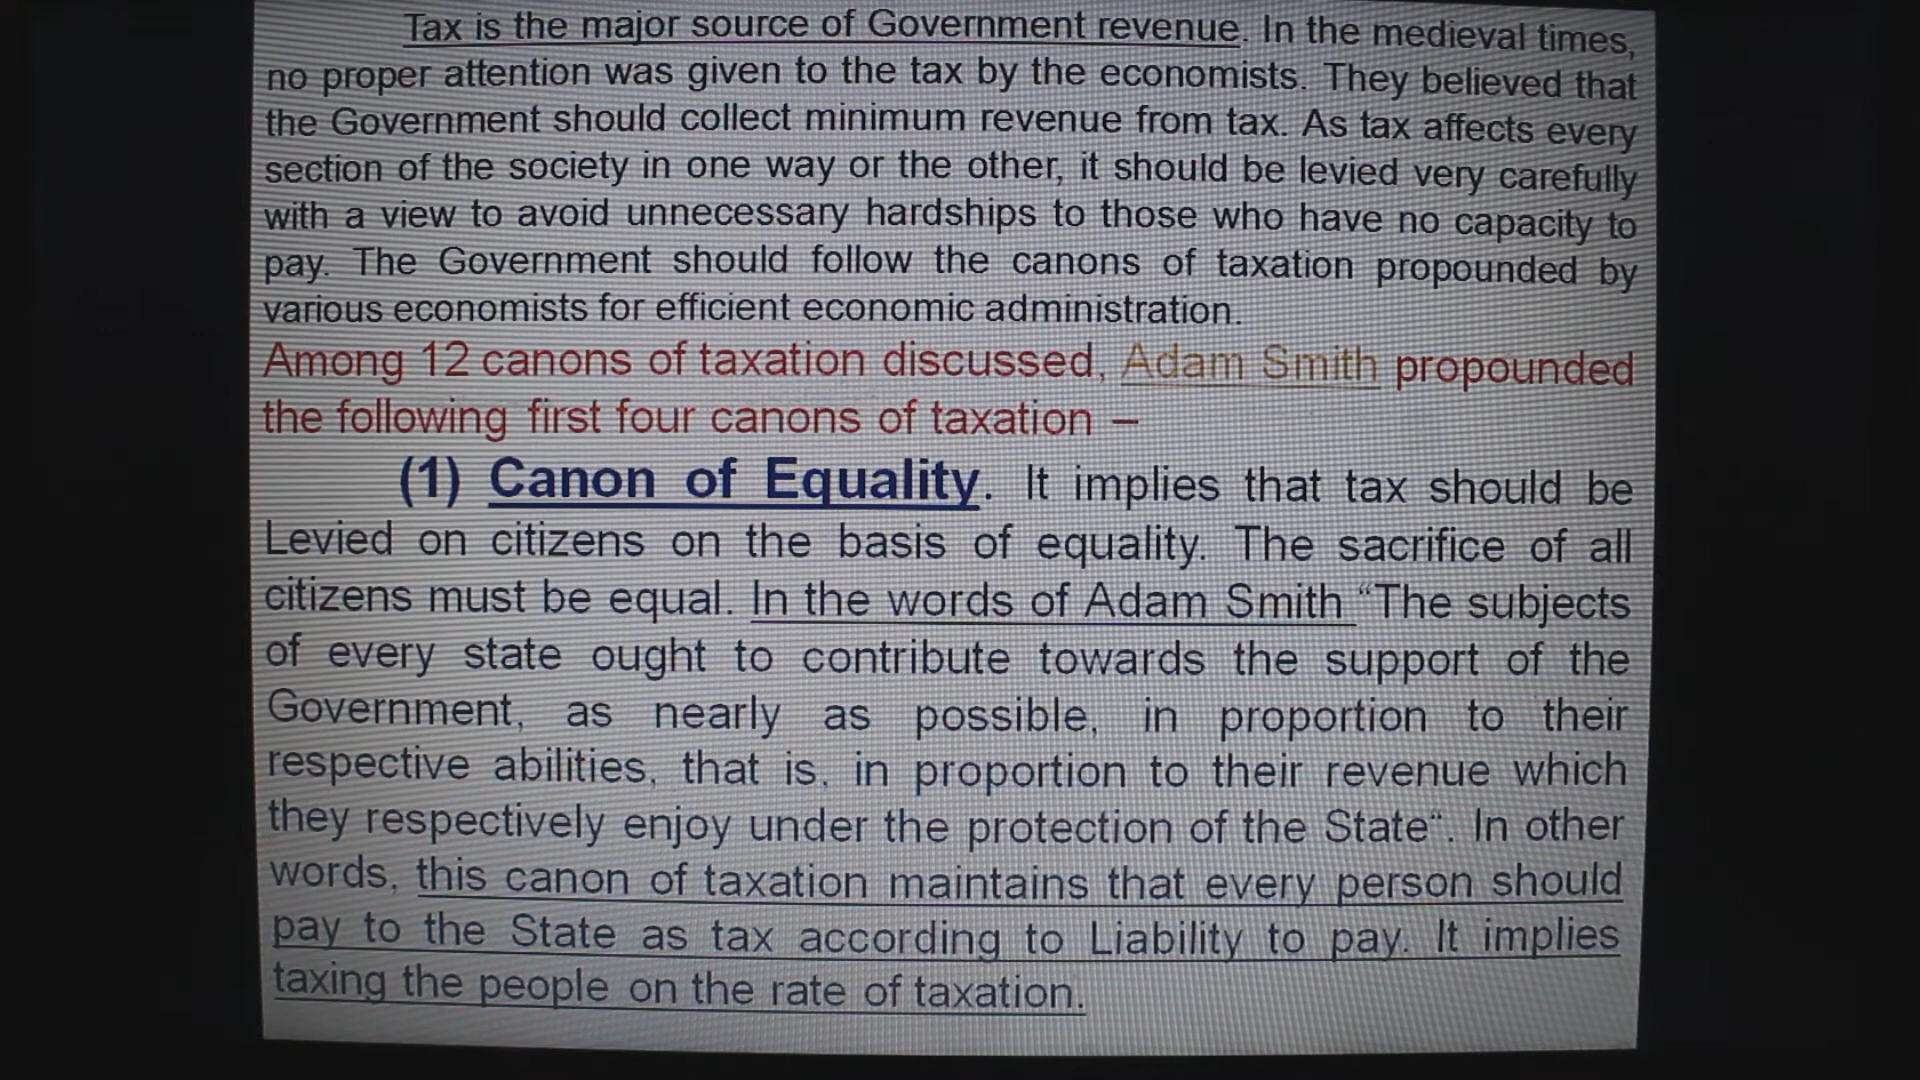 Tax is the major source of Government revenue. In the medieval times,
no proper attention was given to the tax by the economists. They believed that
the Government should collect minimum revenue from tax. As tax affects every
section of the society in one way or the other, it should be levied very carefully
with a view to avoid unnecessary hardships to those who have no capacity to
pay. The Government should follow the canons of taxation propounded by
various economists for efficient economic administration.
Among 12 canons of taxation discussed, Adam Smith propounded
the following first four canons of taxation –
(1) Canon of Equality. It implies that tax should be
Levied on citizens on the basis of equality. The sacrifice of all
citizens must be equal. In the words of Adam Smith “The subjects
of every state ought to contribute towards the support of the
Government, as nearly as possible, in proportion to their
respective abilities, that is, in proportion to their revenue which
they respectively enjoy under the protection of the State“. In other
words, this canon of taxation maintains that every person should
pay to the State as tax according to Liability to pay. It implies
taxing the people on the rate of taxation.